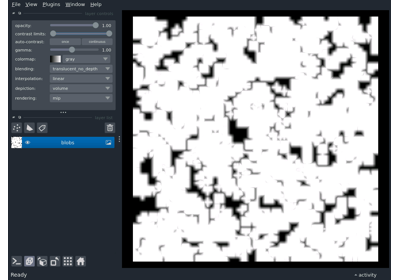 File View Plugins Window Help
opacity: 1.00
contrast limits:
auto-contrast: once continuous
gamma: 1.00
colormap: gray
blending: translucent_no_depth
interpolation: linear
depiction: volume
rendering: mip
blobs
Ready
activity